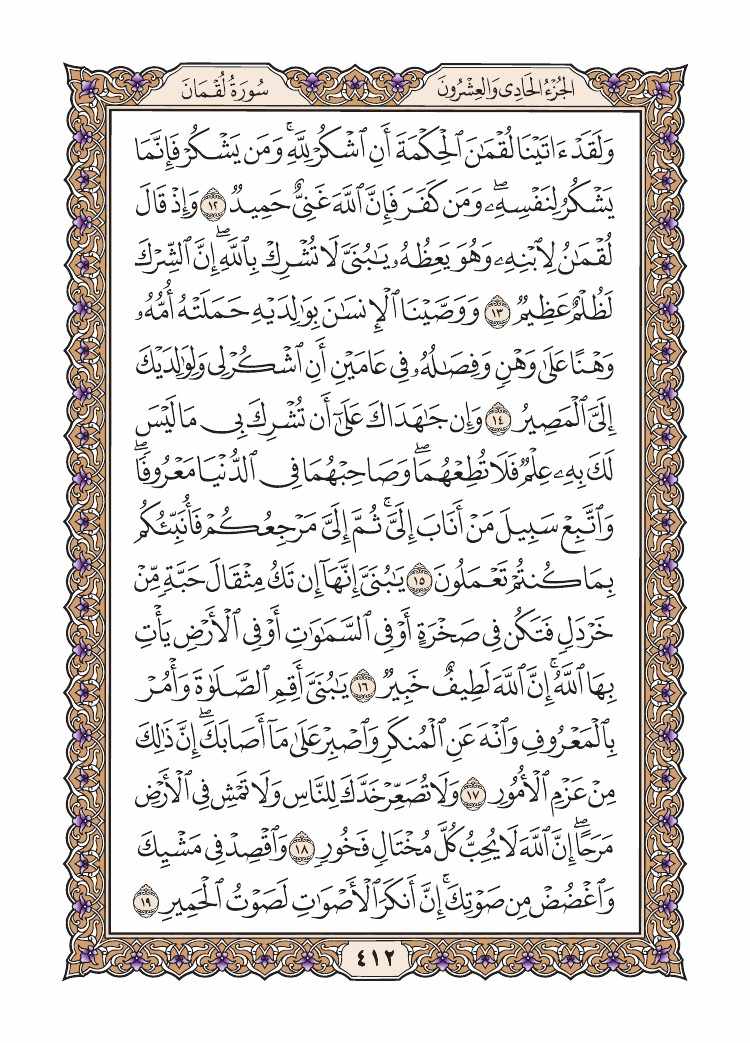 الجُزْءُ الحَادِى وَالعِشْرُونَ
سُورَةُ لُقْمَانَ
وَلَقَدْ ءَاتَيْنَا لُقْمَٰنَ ٱلْحِكْمَةَ أَنِ ٱشْكُرْ لِلَّهِۚ وَمَن يَشْكُرْ فَإِنَّمَا
يَشْكُرُ لِنَفْسِهِۦۖ وَمَن كَفَرَ فَإِنَّ ٱللَّهَ غَنِىٌّ حَمِيدٌ ١٢ وَإِذْ قَالَ
لُقْمَٰنُ لِٱبْنِهِۦ وَهُوَ يَعِظُهُۥ يَٰبُنَىَّ لَا تُشْرِكْ بِٱللَّهِۖ إِنَّ ٱلشِّرْكَ
لَظُلْمٌ عَظِيمٌ ١٣ وَوَصَّيْنَا ٱلْإِنسَٰنَ بِوَٰلِدَيْهِ حَمَلَتْهُ أُمُّهُۥ
وَهْنًا عَلَىٰ وَهْنٍ وَفِصَٰلُهُۥ فِى عَامَيْنِ أَنِ ٱشْكُرْ لِى وَلِوَٰلِدَيْكَ
إِلَىَّ ٱلْمَصِيرُ ١٤ وَإِن جَٰهَدَاكَ عَلَىٰٓ أَن تُشْرِكَ بِى مَا لَيْسَ
لَكَ بِهِۦ عِلْمٌ فَلَا تُطِعْهُمَاۖ وَصَاحِبْهُمَا فِى ٱلدُّنْيَا مَعْرُوفًاۖ
وَٱتَّبِعْ سَبِيلَ مَنْ أَنَابَ إِلَىَّۚ ثُمَّ إِلَىَّ مَرْجِعُكُمْ فَأُنَبِّئُكُم
بِمَا كُنتُمْ تَعْمَلُونَ ١٥ يَٰبُنَىَّ إِنَّهَآ إِن تَكُ مِثْقَالَ حَبَّةٍ مِّنْ
خَرْدَلٍ فَتَكُن فِى صَخْرَةٍ أَوْ فِى ٱلسَّمَٰوَٰتِ أَوْ فِى ٱلْأَرْضِ يَأْتِ
بِهَا ٱللَّهُۚ إِنَّ ٱللَّهَ لَطِيفٌ خَبِيرٌ ١٦ يَٰبُنَىَّ أَقِمِ ٱلصَّلَوٰةَ وَأْمُرْ
بِٱلْمَعْرُوفِ وَٱنْهَ عَنِ ٱلْمُنكَرِ وَٱصْبِرْ عَلَىٰ مَآ أَصَابَكَۖ إِنَّ ذَٰلِكَ
مِنْ عَزْمِ ٱلْأُمُورِ ١٧ وَلَا تُصَعِّرْ خَدَّكَ لِلنَّاسِ وَلَا تَمْشِ فِى ٱلْأَرْضِ
مَرَحًاۖ إِنَّ ٱللَّهَ لَا يُحِبُّ كُلَّ مُخْتَالٍ فَخُورٍ ١٨ وَٱقْصِدْ فِى مَشْيِكَ
وَٱغْضُضْ مِن صَوْتِكَۚ إِنَّ أَنكَرَ ٱلْأَصْوَٰتِ لَصَوْتُ ٱلْحَمِيرِ ١٩
٤١٢